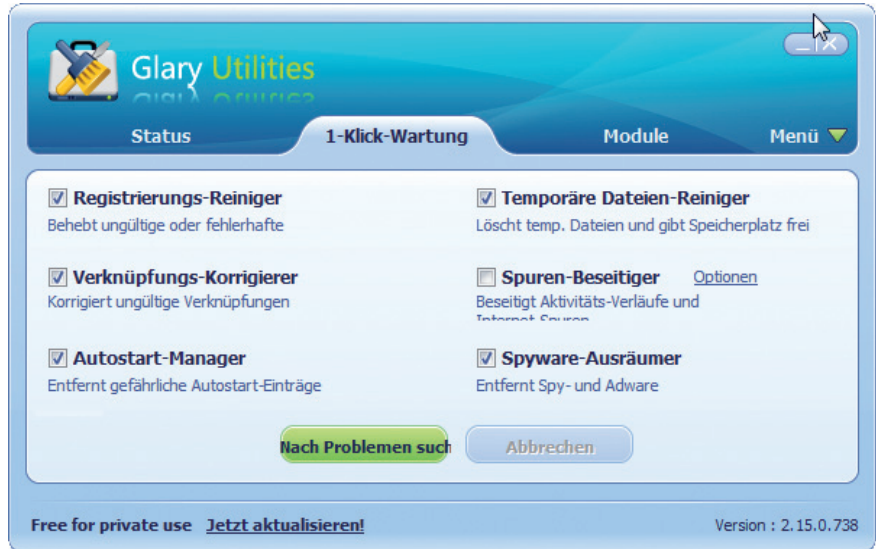 Glary Utilities
Status 1-Klick-Wartung Module Menü
Registrierungs-Reiniger
Behebt ungültige oder fehlerhafte
Temporäre Dateien-Reiniger
Löscht temp. Dateien und gibt Speicherplatz frei
Verknüpfungs-Korrigierer
Korrigiert ungültige Verknüpfungen
Spuren-Beseitiger Optionen
Beseitigt Aktivitäts-Verläufe und
Internet-Spuren
Autostart-Manager
Entfernt gefährliche Autostart-Einträge
Spyware-Ausräumer
Entfernt Spy- und Adware
Nach Problemen such
Abbrechen
Free for private use Jetzt aktualisieren!
Version : 2.15.0.738